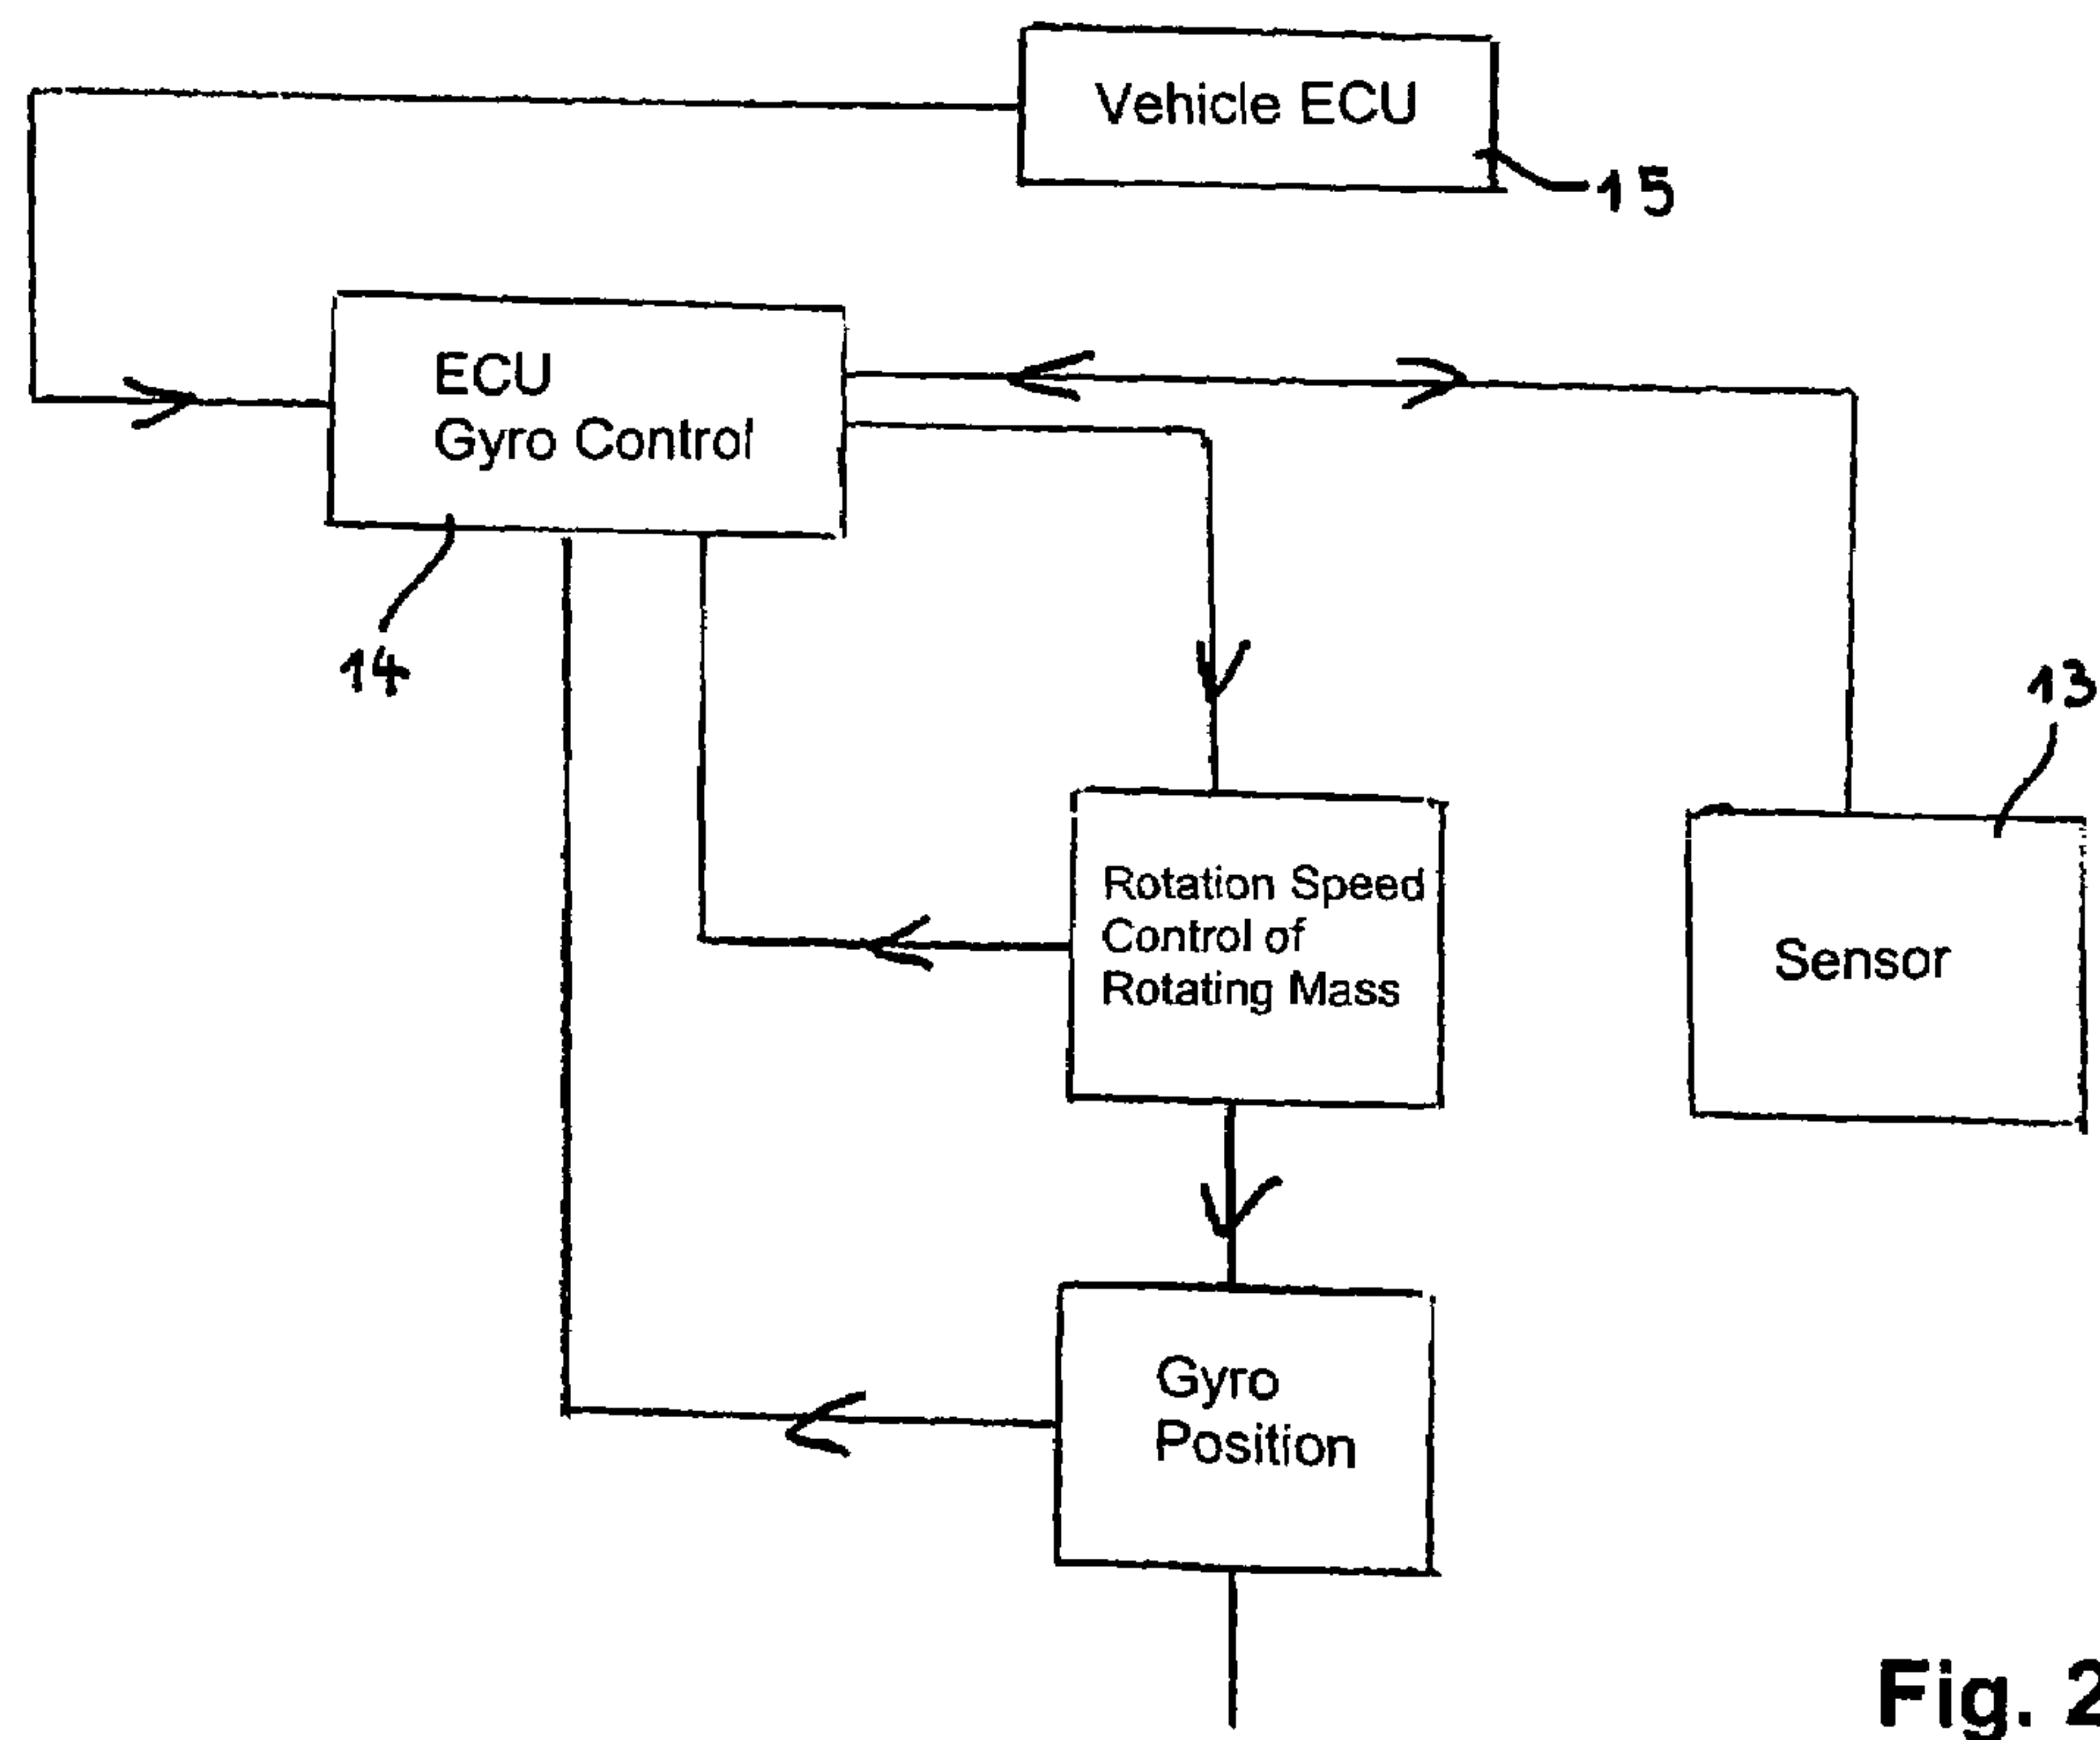 Vehicle ECU
15
ECU
Gyro Control
14
13
Rotation Speed
Control of
Rotating Mass
Sensor
Gyro
Position
Fig. 2